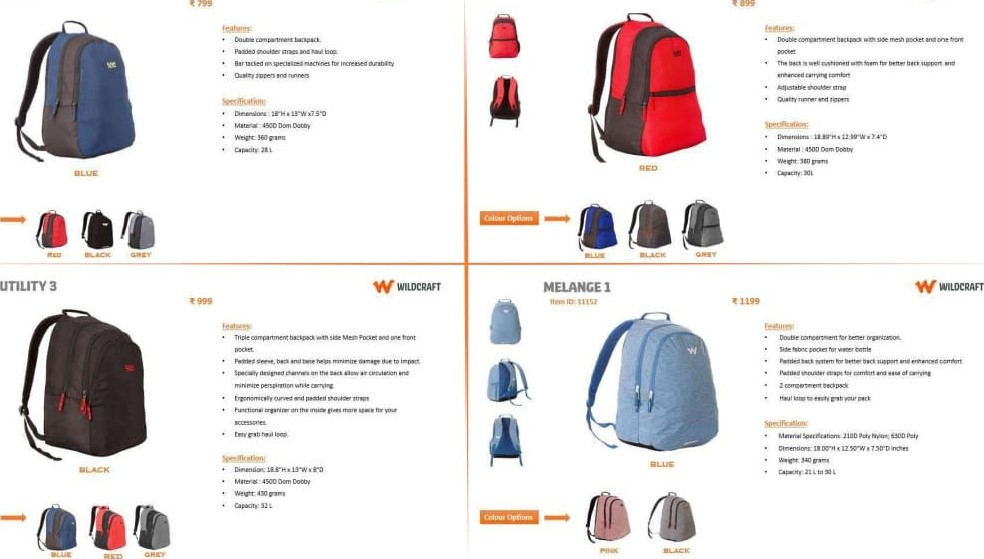 ₹ 799
Features:
• Double compartment backpack.
• Padded shoulder straps and haul loop.
• Bar tacked on specialized machines for increased durability
• Quality zippers and runners
Specification:
• Dimensions : 18"H x 13"W x7.5"D
• Material : 450D Dom Dobby
• Weight: 360 grams
• Capacity: 28 L
BLUE
RED
BLACK
GREY
₹ 899
Features:
• Double compartment backpack with side mesh pocket and one front
pocket
• The back is well cushioned with foam for better back support and
enhanced carrying comfort
• Adjustable shoulder strap
• Quality runner and zippers
Specification:
• Dimensions : 18.89"H x 12.99"W x 7.4"D
• Material : 450D Dom Dobby
• Weight: 380 grams
• Capacity: 30L
RED
Colour Options
BLUE
BLACK
GREY
UTILITY 3
WILDCRAFT
₹ 999
Features:
• Triple compartment backpack with side Mesh Pocket and one front
pocket.
• Padded sleeve, back and base helps minimize damage due to impact.
• Specially designed channels on the back allow air circulation and
minimize perspiration while carrying.
• Ergonomically curved and padded shoulder straps
• Functional organizer on the inside gives more space for your
accessories.
• Easy grab haul loop.
Specification:
• Dimension: 18.8"H x 13"W x 8"D
• Material : 450D Dom Dobby
• Weight: 430 grams
• Capacity: 32 L
BLACK
BLUE
RED
GREY
MELANGE 1
WILDCRAFT
Item ID: 11152
₹ 1199
Features:
• Double compartment for better organization.
• Side fabric pocket for water bottle
• Padded back system for better back support and enhanced comfort
• Padded shoulder straps for comfort and ease of carrying
• 2 compartment backpack
• Haul loop to easily grab your pack
Specification:
• Material Specifications: 210D Poly Nylon; 630D Poly
• Dimensions: 18.00"H x 12.50"W x 7.50"D inches
• Weight: 340 grams
• Capacity: 21 L to 30 L
BLUE
Colour Options
PINK
BLACK